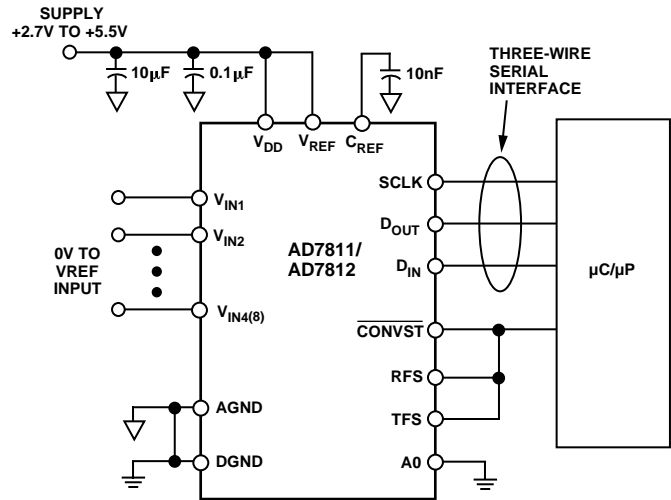 SUPPLY
+2.7V TO +5.5V
10µF
0.1µF
10nF
THREE-WIRE
SERIAL
INTERFACE
VDD
VREF
CREF
SCLK
VIN1
DOUT
VIN2
AD7811/
AD7812
0V TO
VREF
INPUT
DIN
µC/µP
VIN4(8)
CONVST
RFS
AGND
TFS
DGND
A0